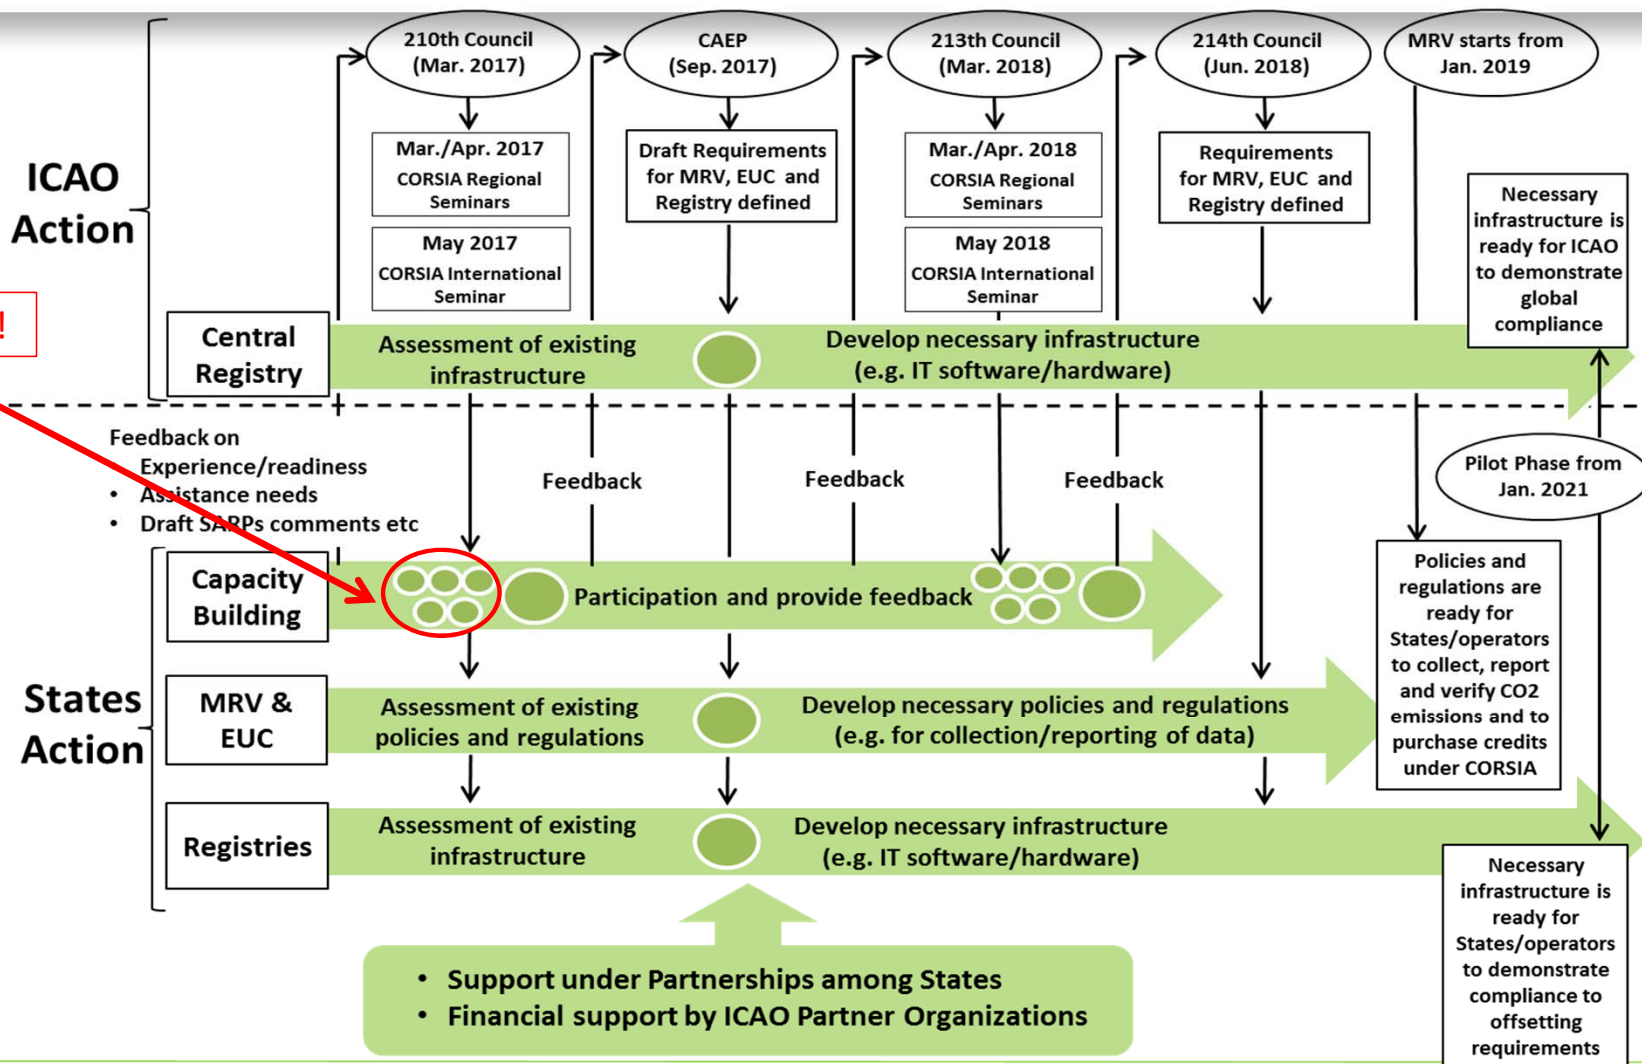 210th Council
(Mar. 2017)
CAEP
(Sep. 2017)
213th Council
(Mar. 2018)
214th Council
(Jun. 2018)
MRV starts from
Jan. 2019
ICAO
Action
Mar./Apr. 2017
CORSIA Regional
Seminars
May 2017
CORSIA International
Seminar
Draft Requirements
for MRV, EUC and
Registry defined
Mar./Apr. 2018
CORSIA Regional
Seminars
May 2018
CORSIA International
Seminar
Requirements
for MRV, EUC and
Registry defined
Necessary
infrastructure is
ready for ICAO
to demonstrate
global
compliance
!
Central
Registry
Assessment of existing
infrastructure
Develop necessary infrastructure
(e.g. IT software/hardware)
Feedback on
Experience/readiness
• Assistance needs
• Draft SARPs comments etc
Feedback
Feedback
Feedback
Pilot Phase from
Jan. 2021
States
Action
Capacity
Building
Participation and provide feedback
Policies and
regulations are
ready for
States/operators
to collect, report
and verify CO2
emissions and to
purchase credits
under CORSIA
MRV &
EUC
Assessment of existing
policies and regulations
Develop necessary policies and regulations
(e.g. for collection/reporting of data)
Registries
Assessment of existing
infrastructure
Develop necessary infrastructure
(e.g. IT software/hardware)
Necessary
infrastructure is
ready for
States/operators
to demonstrate
compliance to
offsetting
requirements
• Support under Partnerships among States
• Financial support by ICAO Partner Organizations